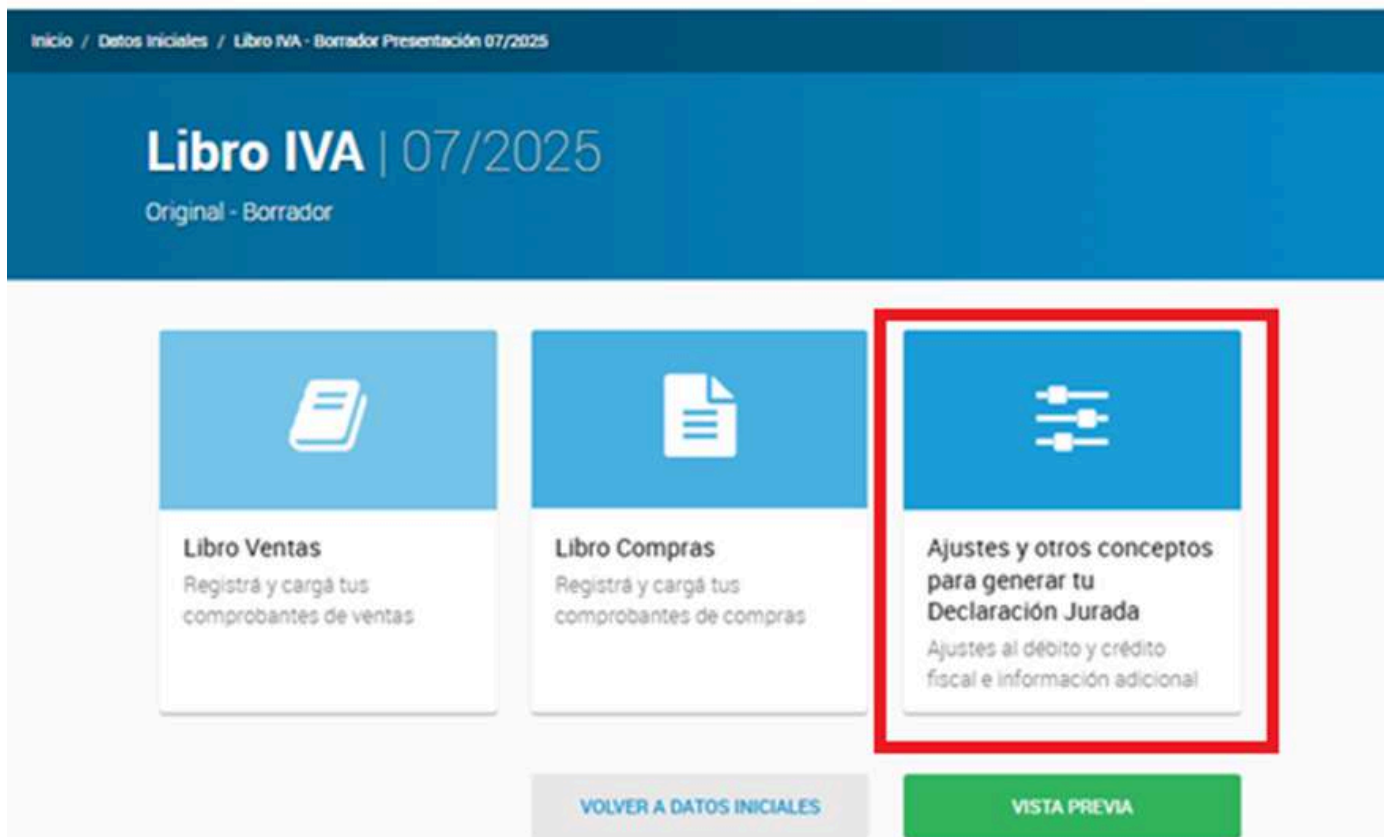 Inicio / Datos Iniciales / Libro IVA - Borrador Presentación 07/2025
Libro IVA | 07/2025
Original - Borrador
Libro Ventas
Registrá y cargá tus
comprobantes de ventas
Libro Compras
Registrá y cargá tus
comprobantes de compras
Ajustes y otros conceptos
para generar tu
Declaración Jurada
Ajustes al débito y crédito
fiscal e información adicional
VOLVER A DATOS INICIALES
VISTA PREVIA